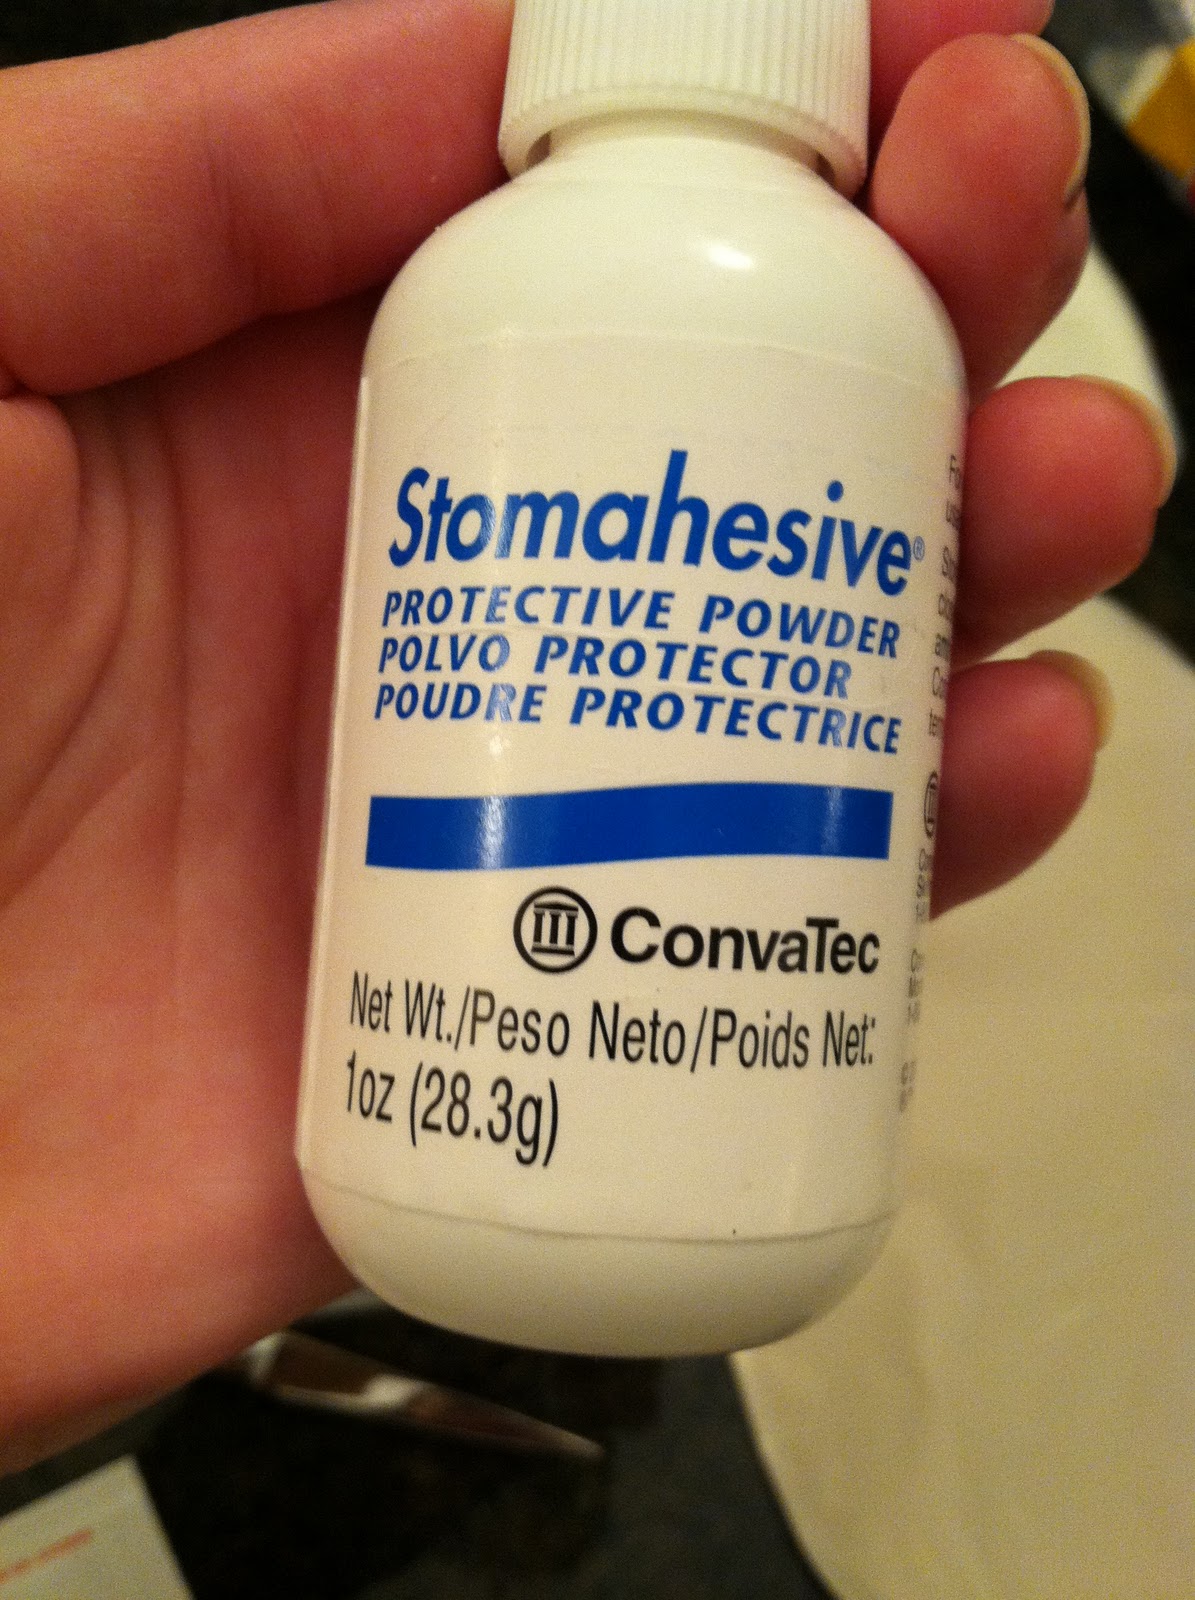 Stomahesive®
PROTECTIVE POWDER
POLVO PROTECTOR
POUDRE PROTECTRICE
ConvaTec
Net Wt./Peso Neto/Poids Net:
1oz (28.3g)